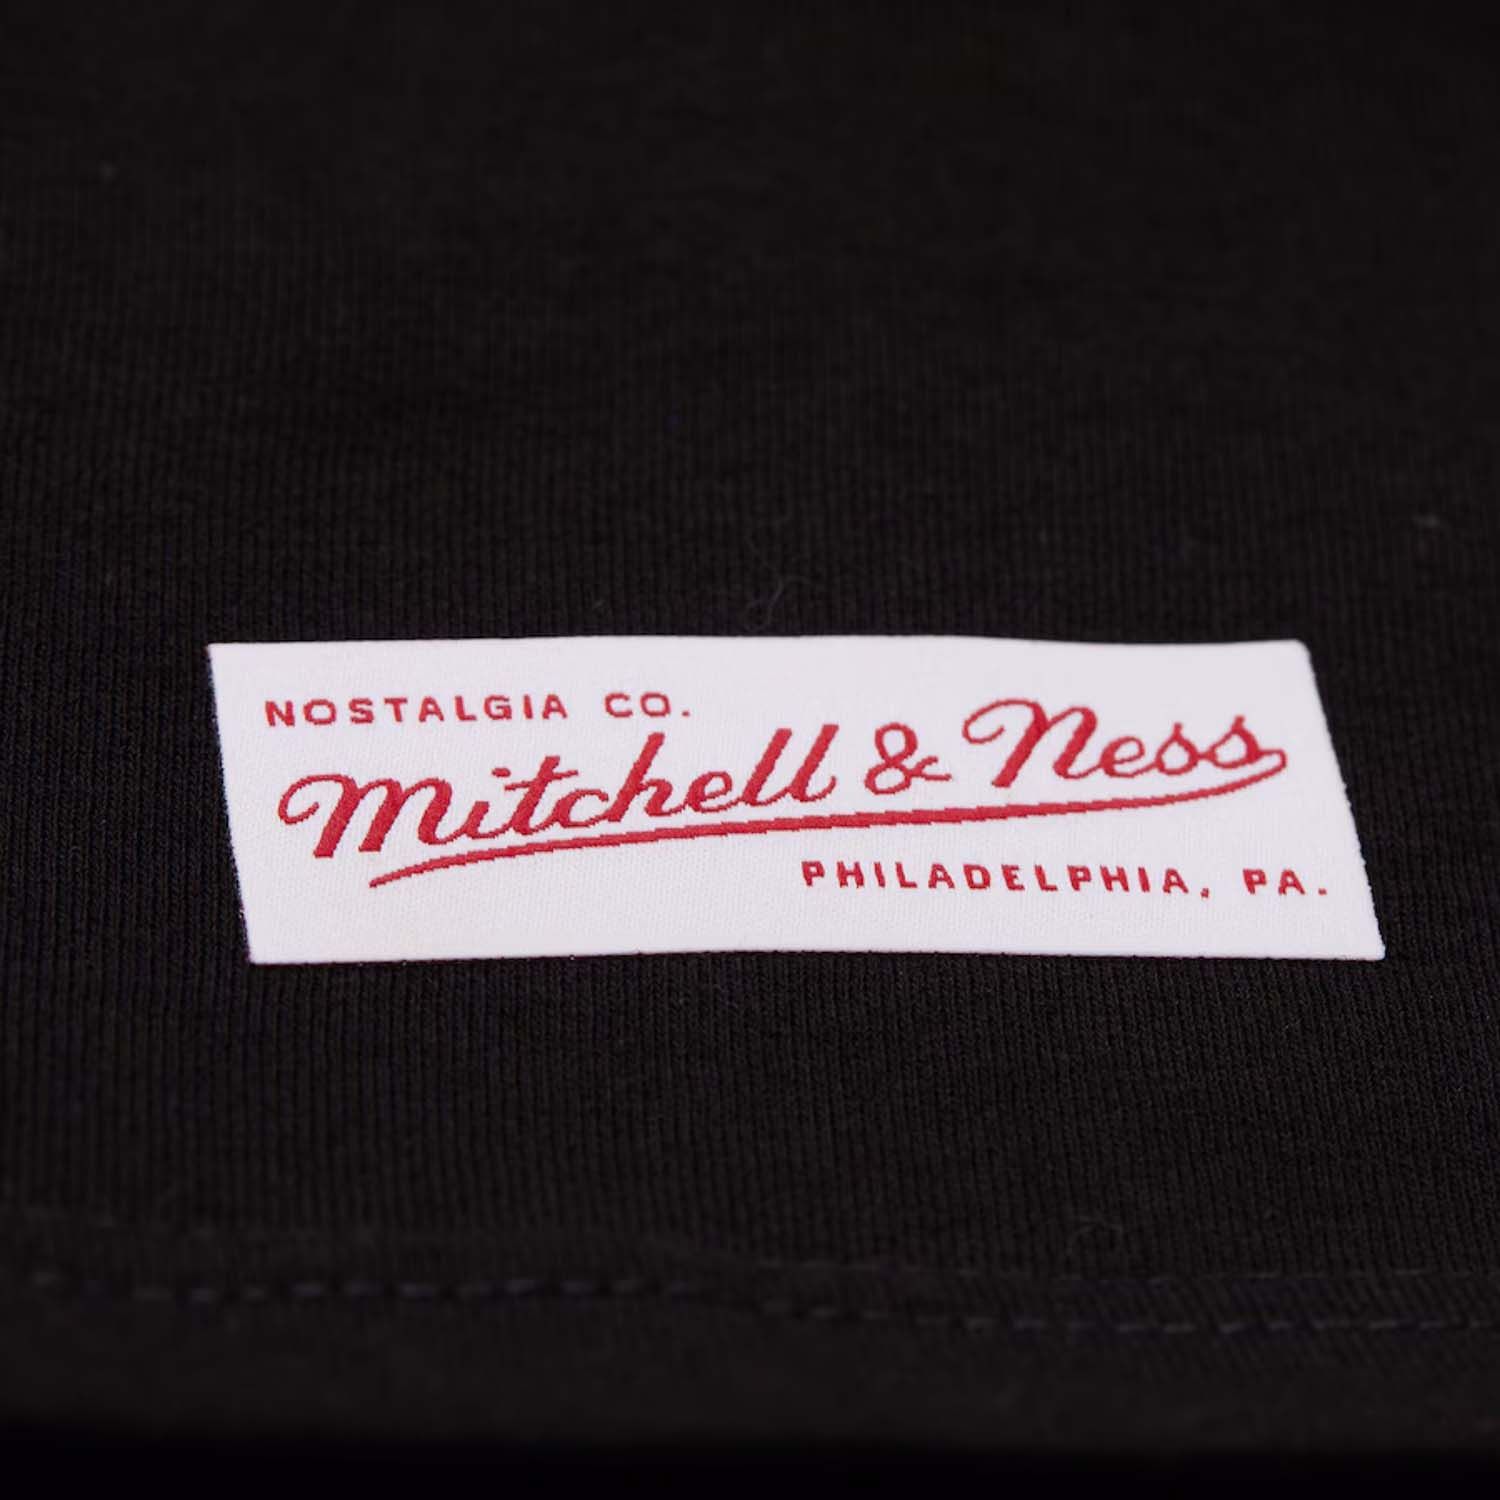 NOSTALGIA CO.
Mitchell & Ness
PHILADELPHIA, PA.